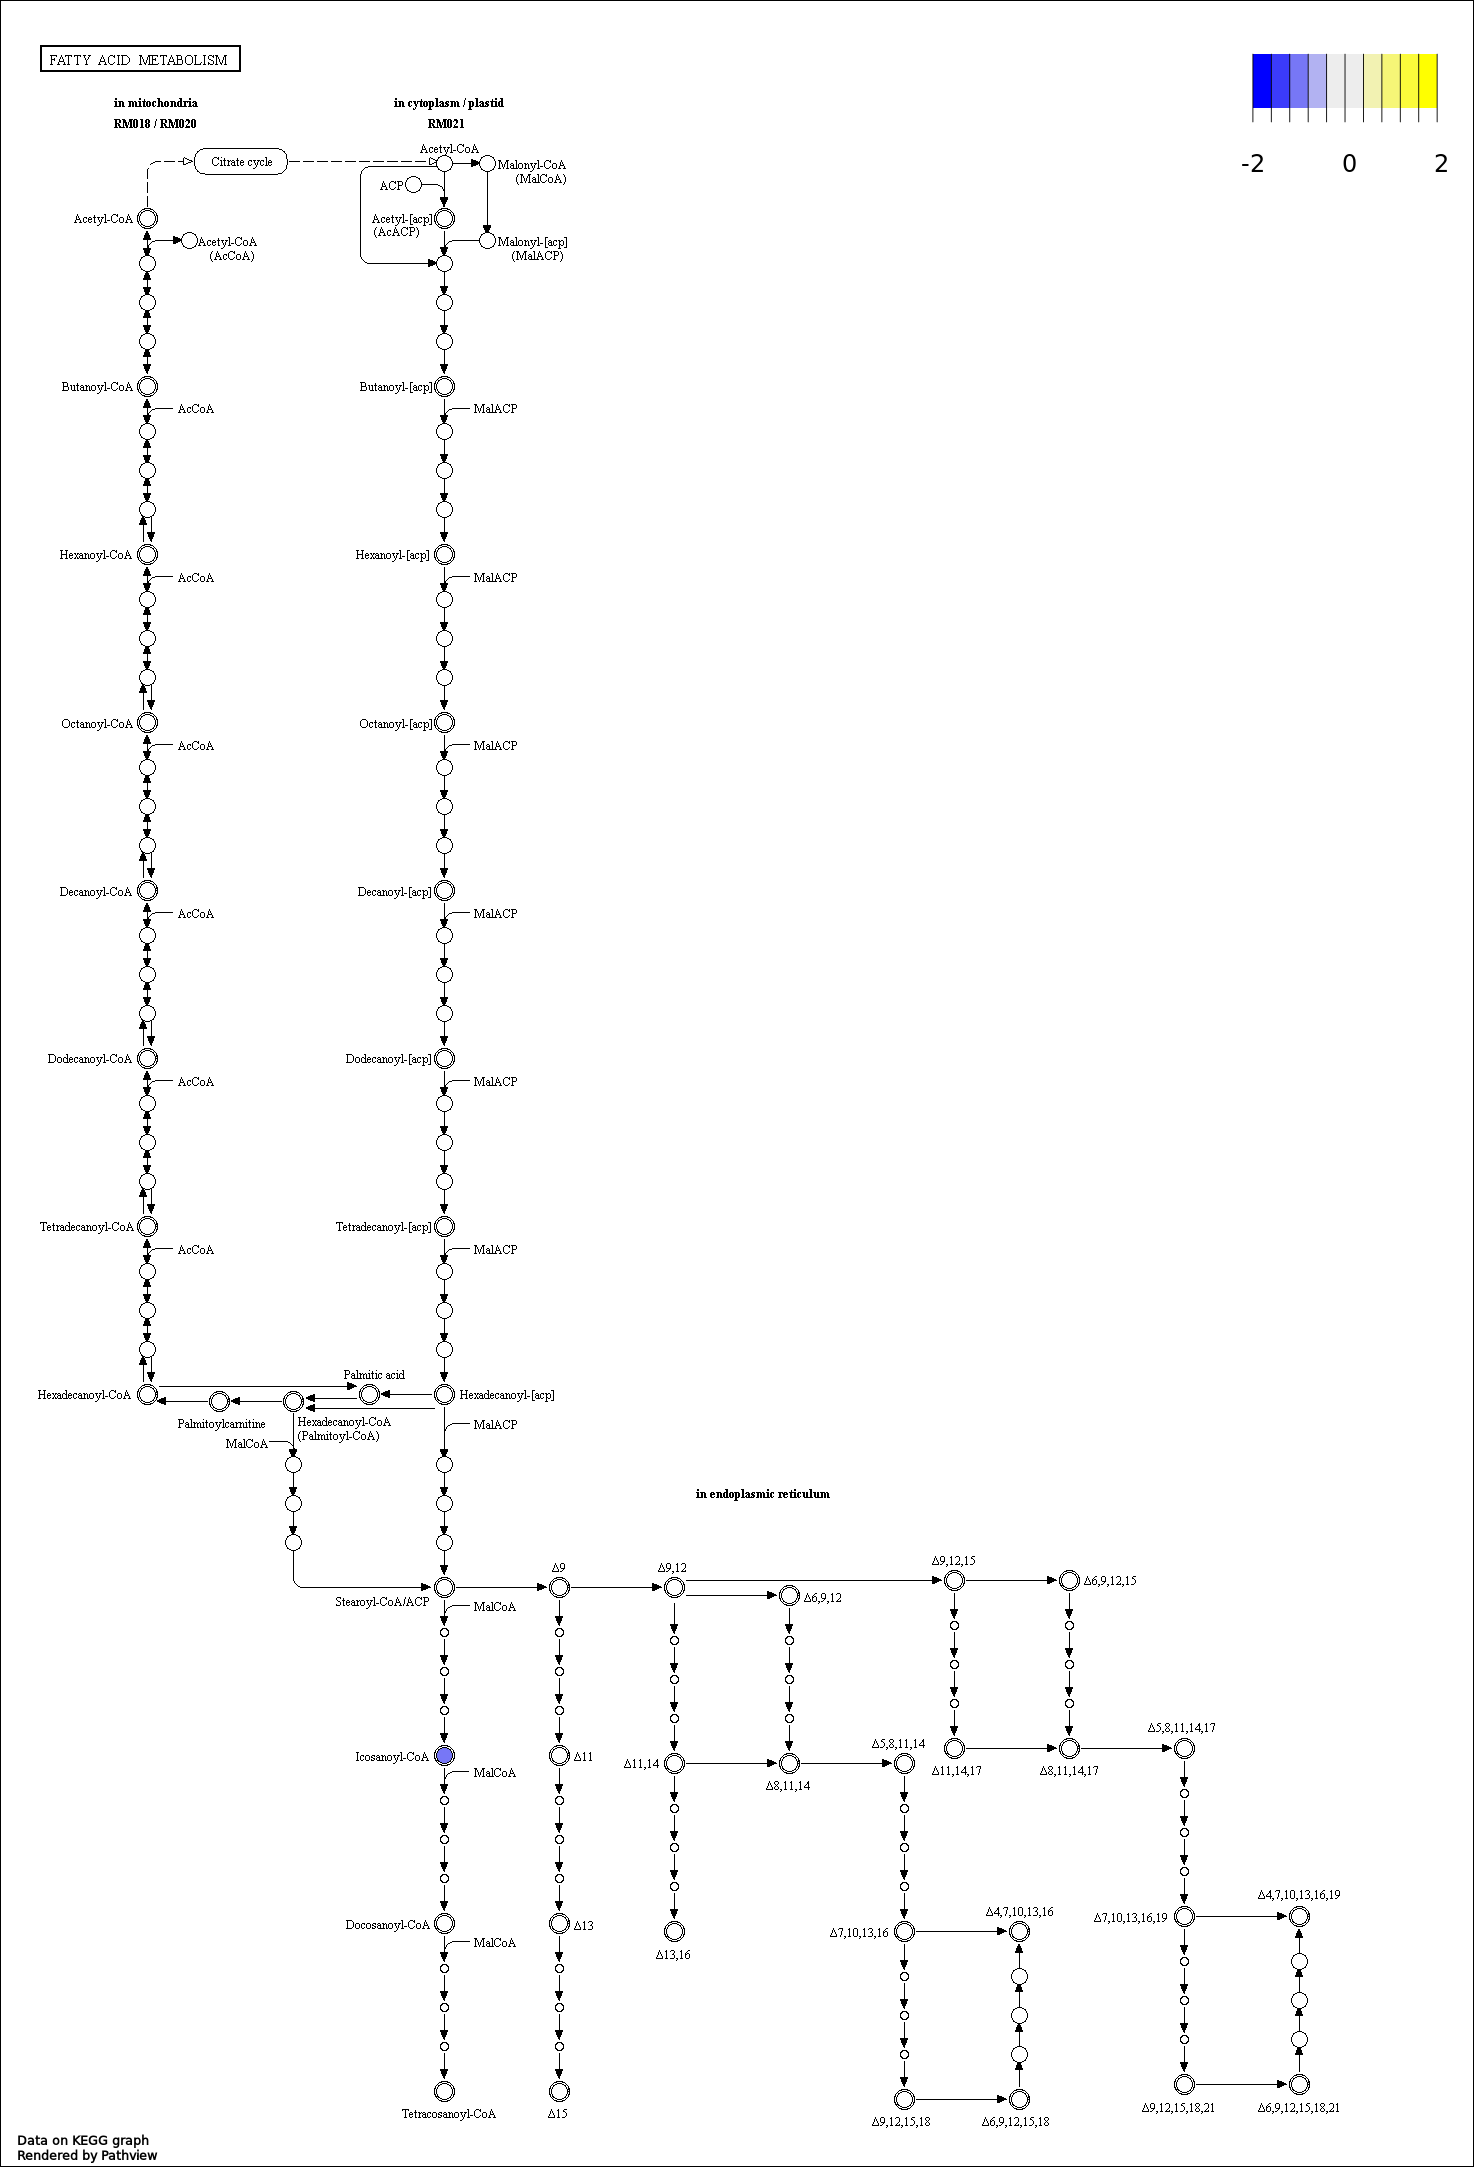 FATTY ACID METABOLISM
in mitochondria
RM018 / RM020
in cytoplasm / plastid
RM021
-2
0
2
Citrate cycle
Acetyl-CoA
Malonyl-CoA
(MalCoA)
ACP
Acetyl-CoA
Acetyl-CoA
(AcCoA)
Acetyl-[acp]
(AcACP)
Malonyl-[acp]
(MalACP)
Butanoyl-CoA
AcCoA
Butanoyl-[acp]
MalACP
Hexanoyl-CoA
AcCoA
Hexanoyl-[acp]
MalACP
Octanoyl-CoA
AcCoA
Octanoyl-[acp]
MalACP
Decanoyl-CoA
AcCoA
Decanoyl-[acp]
MalACP
Dodecanoyl-CoA
AcCoA
Dodecanoyl-[acp]
MalACP
Tetradecanoyl-CoA
AcCoA
Tetradecanoyl-[acp]
MalACP
Palmitic acid
Hexadecanoyl-CoA
Hexadecanoyl-[acp]
Palmitoylcarnitine
Hexadecanoyl-CoA
(Palmitoyl-CoA)
MalACP
MalCoA
in endoplasmic reticulum
Δ9
Δ9,12
Δ9,12,15
Δ6,9,12,15
Δ6,9,12
Stearoyl-CoA/ACP
MalCoA
Δ5,8,11,14,17
Δ5,8,11,14
Icosanoyl-CoA
Δ11
Δ11,14
Δ8,11,14
Δ11,14,17
Δ8,11,14,17
MalCoA
Δ4,7,10,13,16,19
Δ7,10,13,16,19
Δ4,7,10,13,16
Docosanoyl-CoA
Δ13
Δ7,10,13,16
MalCoA
Δ13,16
Tetracosanoyl-CoA
Δ15
Δ9,12,15,18
Δ6,9,12,15,18
Δ9,12,15,18,21
Δ6,9,12,15,18,21
Data on KEGG graph
Rendered by Pathview